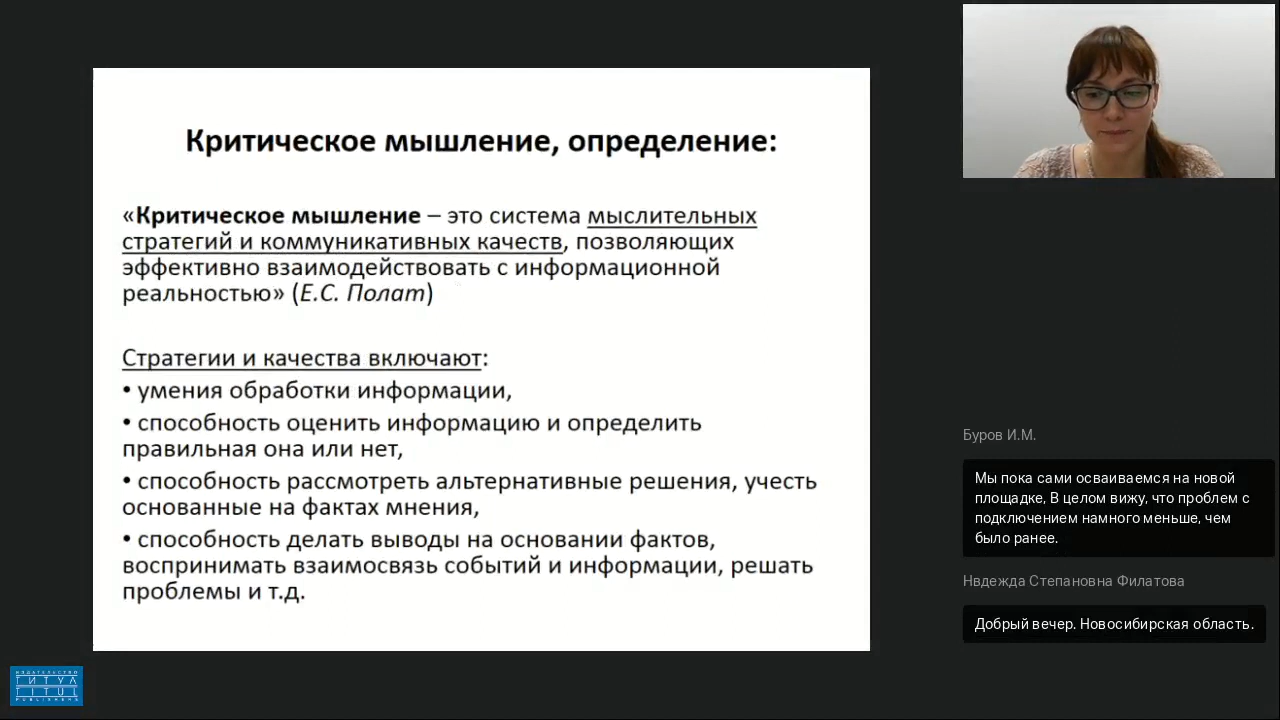 Критическое мышление, определение:
«Критическое мышление – это система мыслительных
стратегий и коммуникативных качеств, позволяющих
эффективно взаимодействовать с информационной
реальностью» (Е.С. Полат)
Стратегии и качества включают:
• умения обработки информации,
• способность оценить информацию и определить
правильная она или нет,
• способность рассмотреть альтернативные решения, учесть
основанные на фактах мнения,
• способность делать выводы на основании фактов,
воспринимать взаимосвязь событий и информации, решать
проблемы и т.д.
Буров И.М.
Мы пока сами осваиваемся на новой
площадке, В целом вижу, что проблем с
подключением намного меньше, чем
было ранее.
Нвдежда Степановна Филатова
Добрый вечер. Новосибирская область.
ИЗДАТЕЛЬСТВО
ТИТУЛ
TITUL
PUBLISHERS